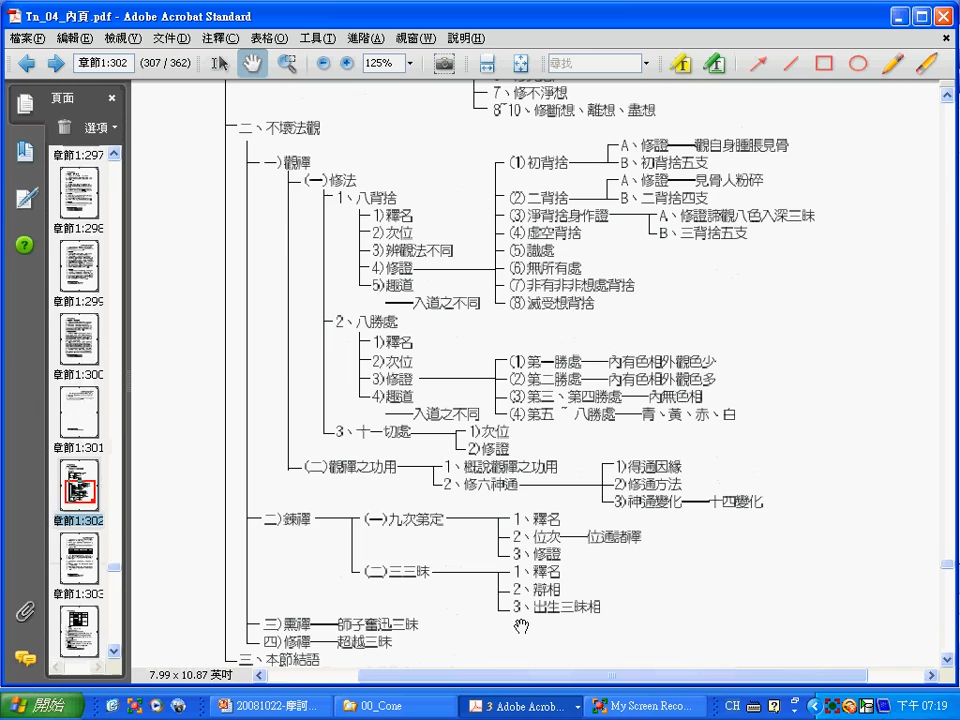 Tn_04_內頁.pdf - Adobe Acrobat Standard
檔案(F) 編輯(E) 檢視(V) 文件(D) 注釋(C) 表格(O) 工具(T) 進階(A) 視窗(W) 說明(H)
章節1:302 (307 / 362) 125% 尋找
頁面
選項
章節1:297
章節1:298
章節1:299
章節1:300
章節1:301
章節1:302
章節1:303
7、修不淨想
8~10、修斷想、離想、盡想
二、不壞法觀
一)觀禪
(一)修法
1、八背捨
1)釋名
2)次位
3)辨觀法不同
4)修證
5)趣道
——入道之不同
(1)初背捨
A、修證——觀自身腫脹見骨
B、初背捨五支
(2)二背捨
A、修證——見骨人粉碎
B、二背捨四支
(3)淨背捨身作證
A、修證諦觀八色入深三昧
B、三背捨五支
(4)虛空背捨
(5)識處
(6)無所有處
(7)非有非非想處背捨
(8)滅受想背捨
2、八勝處
1)釋名
2)次位
3)修證
4)趣道
——入道之不同
(1)第一勝處——內有色相外觀色少
(2)第二勝處——內有色相外觀色多
(3)第三、第四勝處——內無色相
(4)第五 ~ 八勝處——青、黃、赤、白
3、十一切處
1)次位
2)修證
(二)觀禪之功用
1、概說觀禪之功用
2、修六神通
1)得通因緣
2)修通方法
3)神通變化——十四變化
二)鍊禪
(一)九次第定
1、釋名
2、位次——位通諸禪
3、修證
(二)三三昧
1、釋名
2、辯相
3、出生三昧相
三)熏禪——師子奮迅三昧
四)修禪——超越三昧
三、本節結語
7.99 x 10.87 英吋
開始 20081022-摩訶... 00_Cone 3 Adobe Acrob... My Screen Reco... CH 下午 07:19